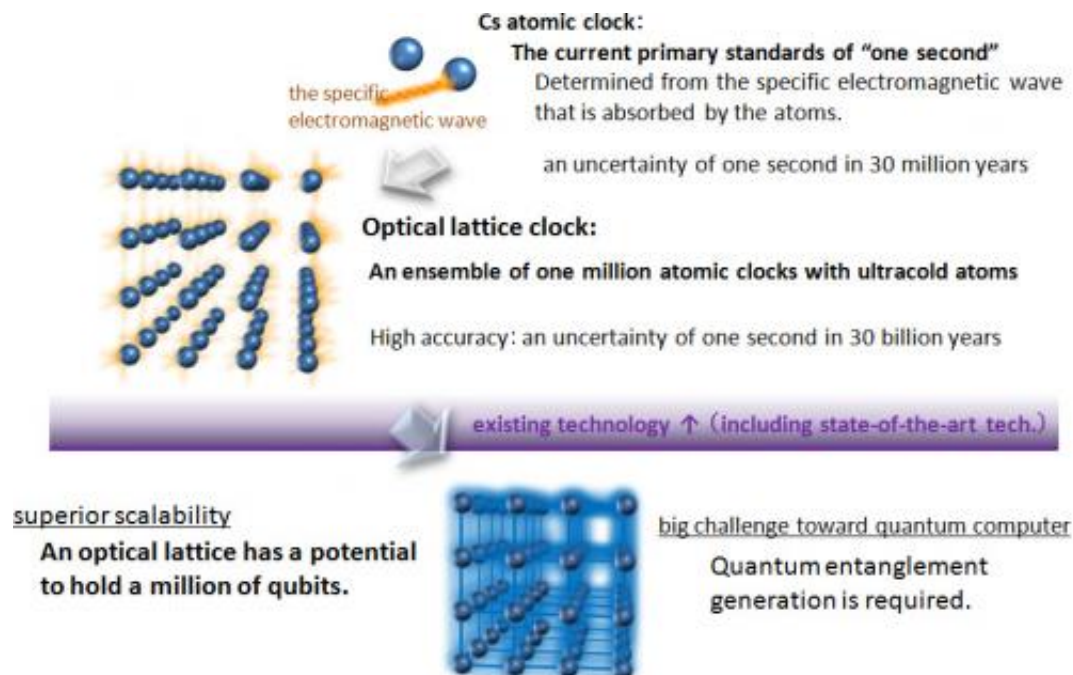 Cs atomic clock:
The current primary standards of “one second”
Determined from the specific electromagnetic wave
that is absorbed by the atoms.
the specific
electromagnetic wave
an uncertainty of one second in 30 million years
Optical lattice clock:
An ensemble of one million atomic clocks with ultracold atoms
High accuracy: an uncertainty of one second in 30 billion years
existing technology ↑ (including state-of-the-art tech.)
superior scalability
An optical lattice has a potential
to hold a million of qubits.
big challenge toward quantum computer
Quantum entanglement
generation is required.